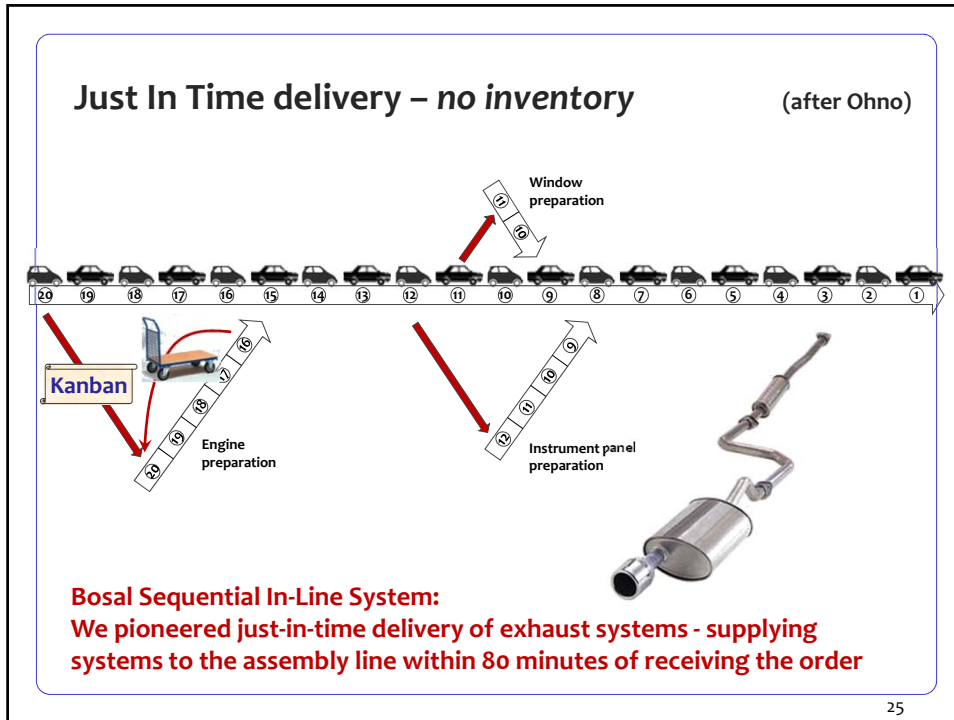 Just In Time delivery – no inventory (after Ohno)
Window
preparation
⑪
⑩
⑳ ⑲ ⑱ ⑰ ⑯ ⑮ ⑭ ⑬ ⑫ ⑪ ⑩ ⑨ ⑧ ⑦ ⑥ ⑤ ④ ③ ② ①
Kanban
⑯
17
⑱
⑲
⑳
Engine
preparation
⑨
⑩
⑪
⑫
Instrument panel
preparation
Bosal Sequential In-Line System:
We pioneered just-in-time delivery of exhaust systems - supplying
systems to the assembly line within 80 minutes of receiving the order
25